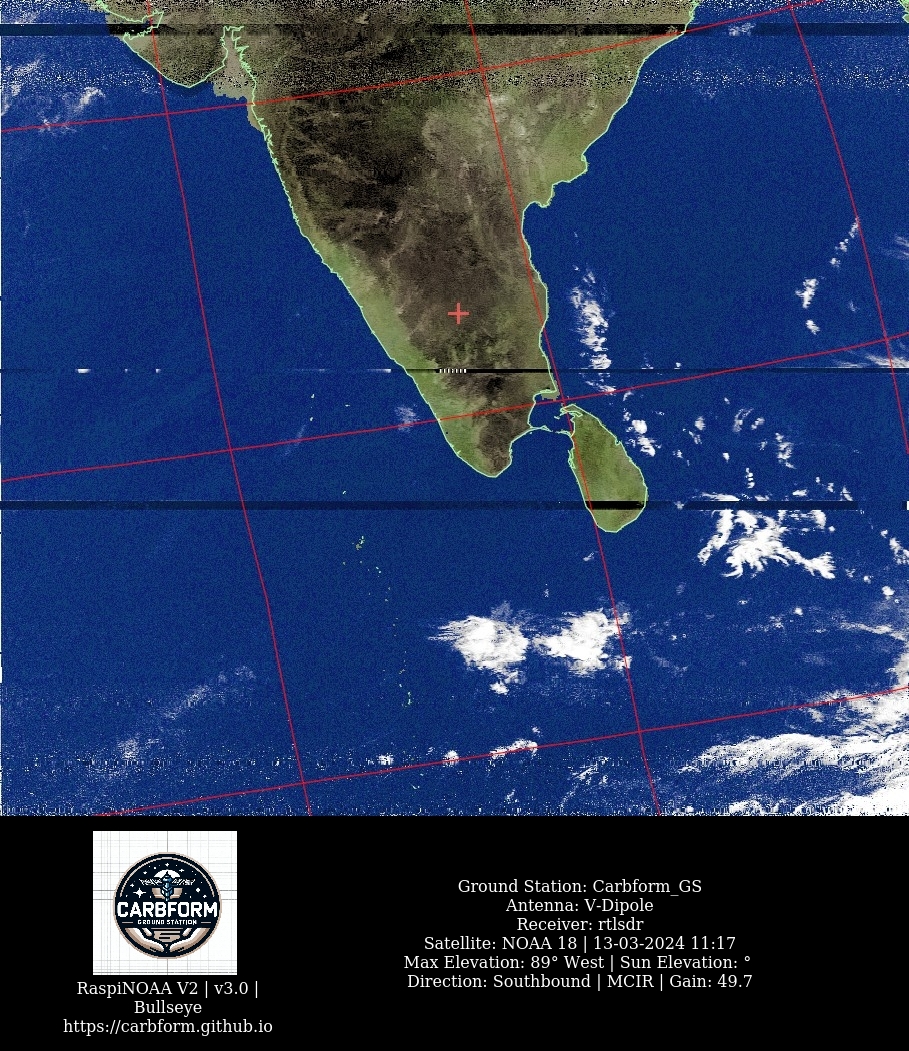 CARBFORM
GROUND STATION
RaspiNOAA V2 | v3.0 |
Bullseye
https://carbform.github.io
Ground Station: Carbform_GS
Antenna: V-Dipole
Receiver: rtlsdr
Satellite: NOAA 18 | 13-03-2024 11:17
Max Elevation: 89° West | Sun Elevation: °
Direction: Southbound | MCIR | Gain: 49.7